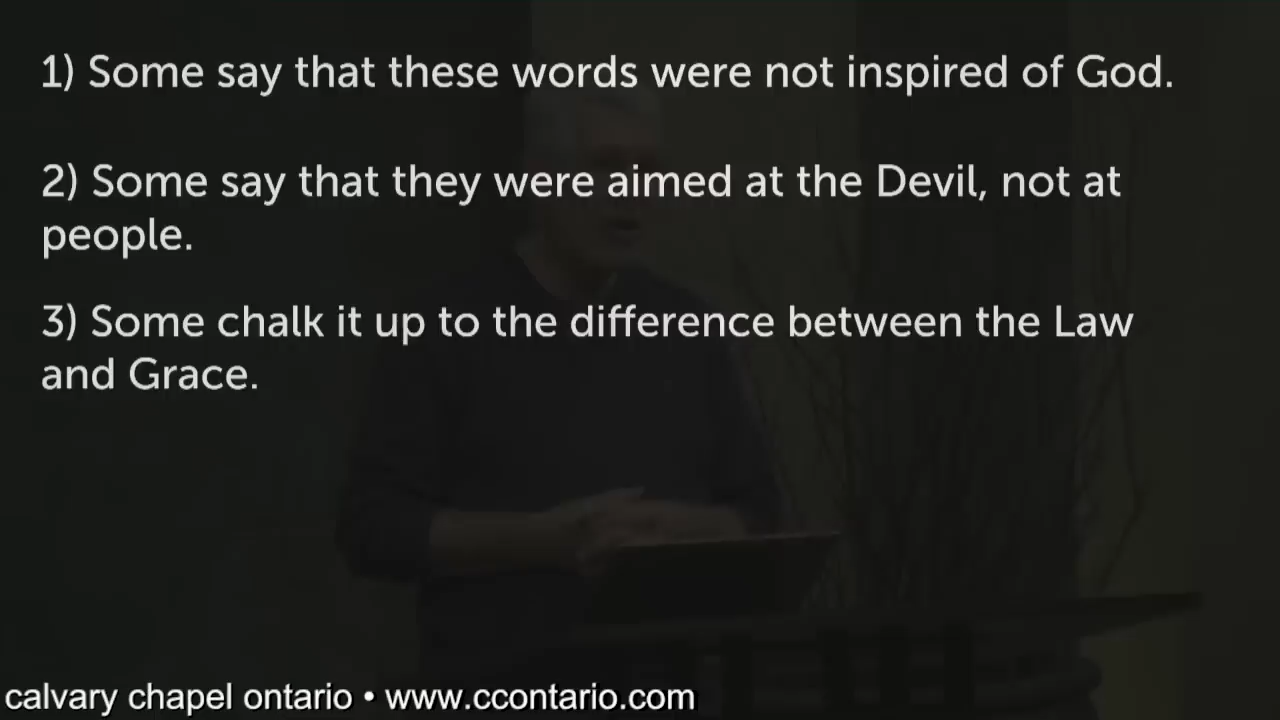 1) Some say that these words were not inspired of God.
2) Some say that they were aimed at the Devil, not at
people.
3) Some chalk it up to the difference between the Law
and Grace.
calvary chapel ontario • www.ccontario.com